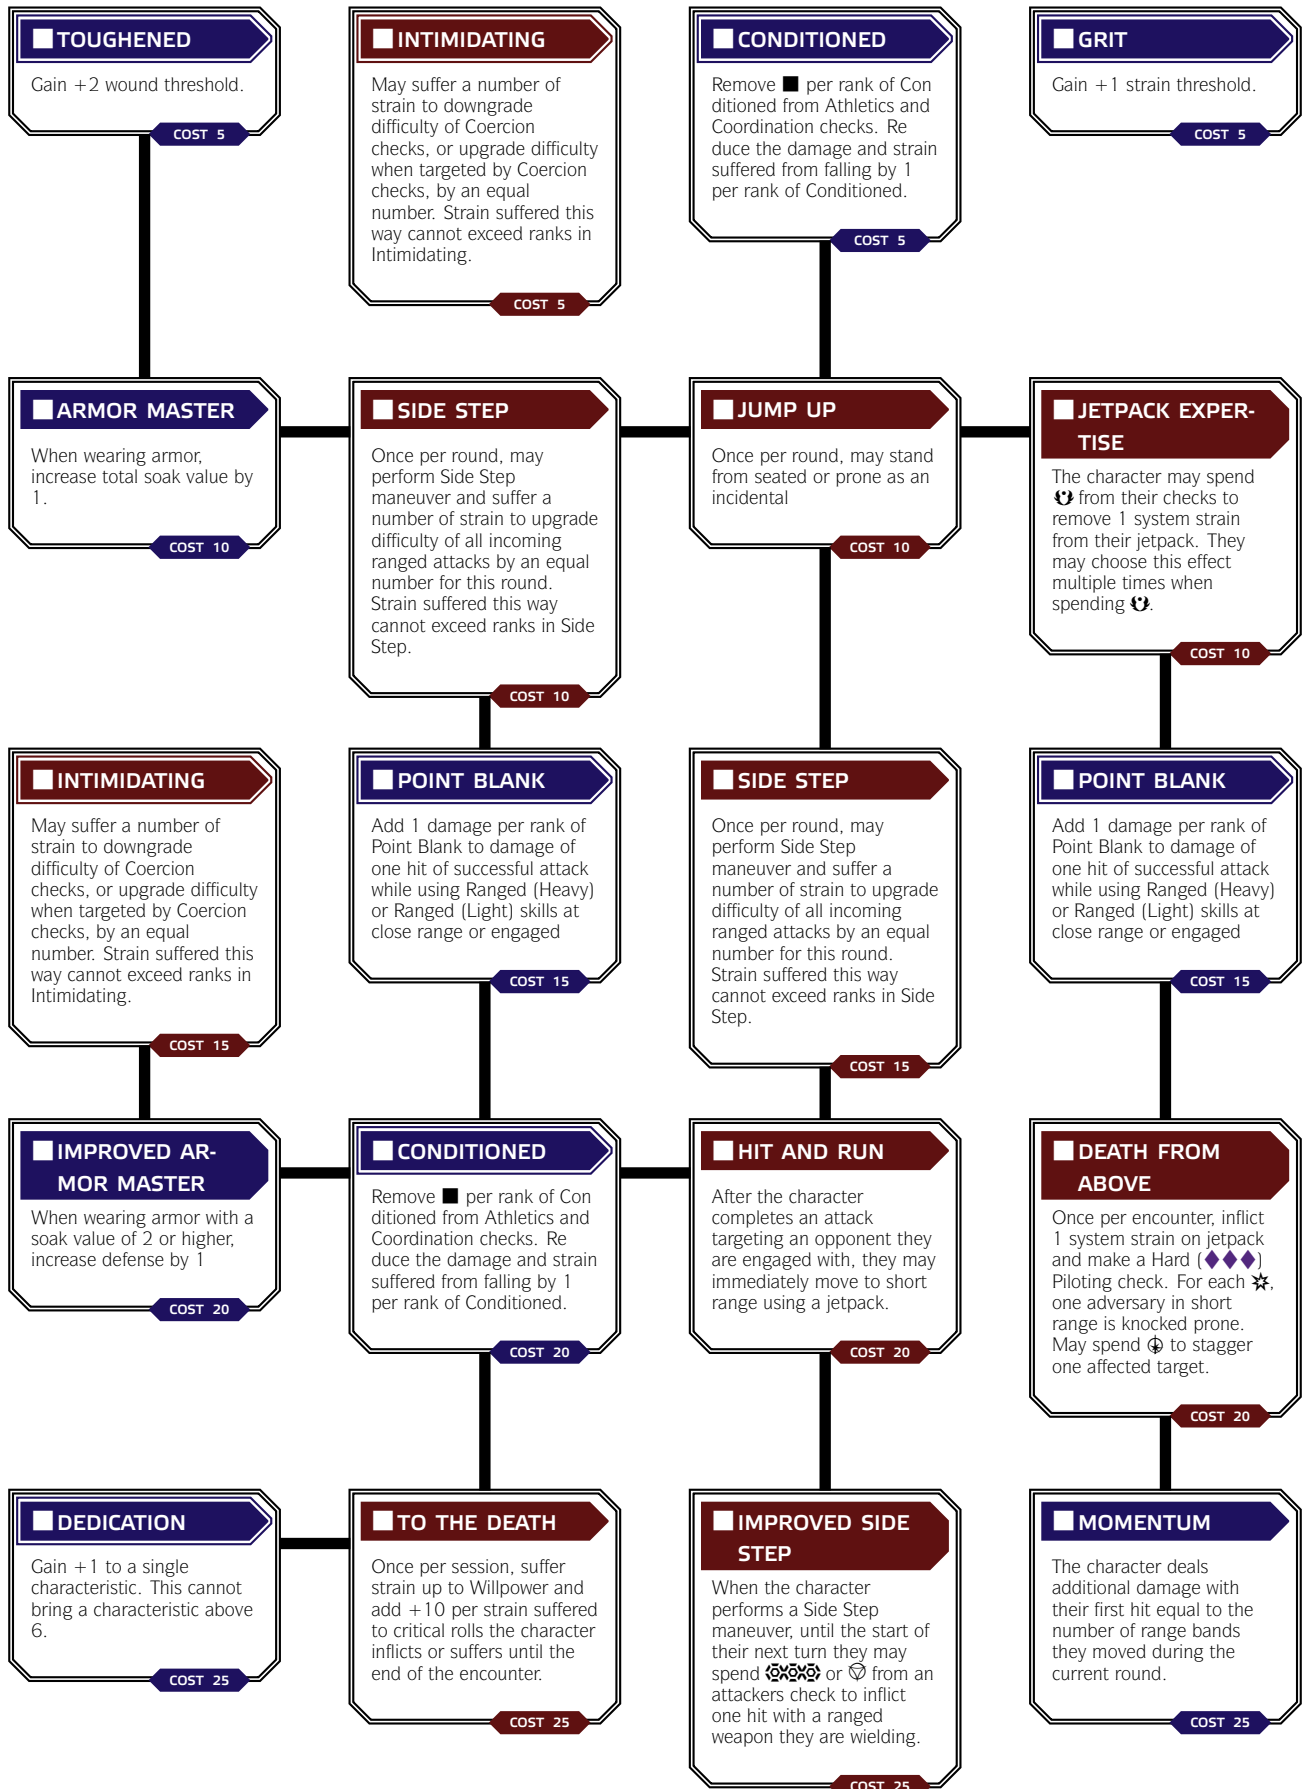 TOUGHENED
Gain +2 wound threshold.
COST 5
INTIMIDATING
May suffer a number of
strain to downgrade
difficulty of Coercion
checks, or upgrade difficulty
when targeted by Coercion
checks, by an equal
number. Strain suffered this
way cannot exceed ranks in
Intimidating.
COST 5
CONDITIONED
Remove ■ per rank of Con
ditioned from Athletics and
Coordination checks. Re
duce the damage and strain
suffered from falling by 1
per rank of Conditioned.
COST 5
GRIT
Gain +1 strain threshold.
COST 5
ARMOR MASTER
When wearing armor,
increase total soak value by
1.
COST 10
SIDE STEP
Once per round, may
perform Side Step
maneuver and suffer a
number of strain to upgrade
difficulty of all incoming
ranged attacks by an equal
number for this round.
Strain suffered this way
cannot exceed ranks in Side
Step.
COST 10
JUMP UP
Once per round, may stand
from seated or prone as an
incidental
COST 10
JETPACK EXPER-
TISE
The character may spend
from their checks to
remove 1 system strain
from their jetpack. They
may choose this effect
multiple times when
spending .
COST 10
INTIMIDATING
May suffer a number of
strain to downgrade
difficulty of Coercion
checks, or upgrade difficulty
when targeted by Coercion
checks, by an equal
number. Strain suffered this
way cannot exceed ranks in
Intimidating.
COST 15
POINT BLANK
Add 1 damage per rank of
Point Blank to damage of
one hit of successful attack
while using Ranged (Heavy)
or Ranged (Light) skills at
close range or engaged
COST 15
SIDE STEP
Once per round, may
perform Side Step
maneuver and suffer a
number of strain to upgrade
difficulty of all incoming
ranged attacks by an equal
number for this round.
Strain suffered this way
cannot exceed ranks in Side
Step.
COST 15
POINT BLANK
Add 1 damage per rank of
Point Blank to damage of
one hit of successful attack
while using Ranged (Heavy)
or Ranged (Light) skills at
close range or engaged
COST 15
IMPROVED AR-
MOR MASTER
When wearing armor with a
soak value of 2 or higher,
increase defense by 1
COST 20
CONDITIONED
Remove ■ per rank of Con
ditioned from Athletics and
Coordination checks. Re
duce the damage and strain
suffered from falling by 1
per rank of Conditioned.
COST 20
HIT AND RUN
After the character
completes an attack
targeting an opponent they
are engaged with, they may
immediately move to short
range using a jetpack.
COST 20
DEATH FROM
ABOVE
Once per encounter, inflict
1 system strain on jetpack
and make a Hard (◆◆◆)
Piloting check. For each ,
one adversary in short
range is knocked prone.
May spend to stagger
one affected target.
COST 20
DEDICATION
Gain +1 to a single
characteristic. This cannot
bring a characteristic above
6.
COST 25
TO THE DEATH
Once per session, suffer
strain up to Willpower and
add +10 per strain suffered
to critical rolls the character
inflicts or suffers until the
end of the encounter.
COST 25
IMPROVED SIDE
STEP
When the character
performs a Side Step
maneuver, until the start of
their next turn they may
spend or from an
attackers check to inflict
one hit with a ranged
weapon they are wielding.
COST 25
MOMENTUM
The character deals
additional damage with
their first hit equal to the
number of range bands
they moved during the
current round.
COST 25